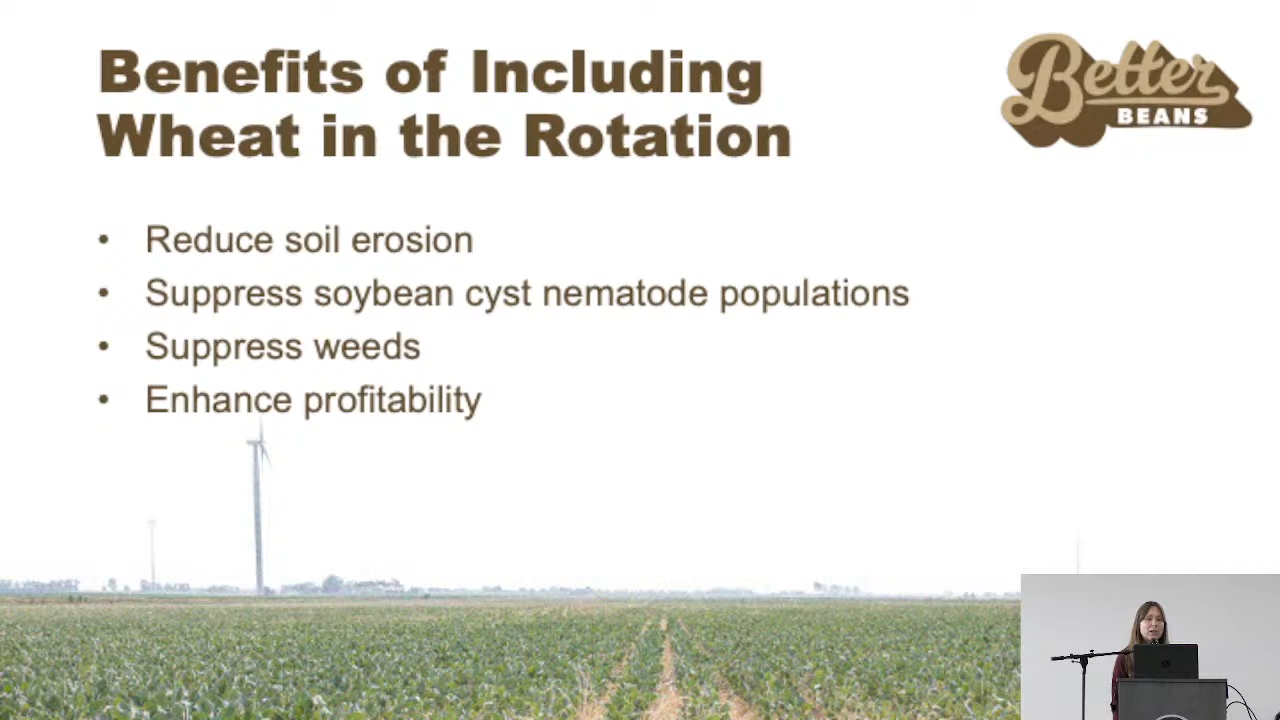 Benefits of Including
Wheat in the Rotation
Better
BEANS
• Reduce soil erosion
• Suppress soybean cyst nematode populations
• Suppress weeds
• Enhance profitability